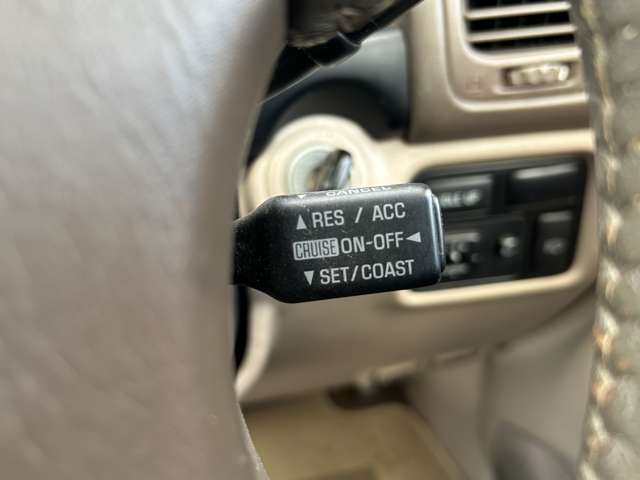 CANCEL
▲RES / ACC
CRUISE ON-OFF◄
▼SET/COAST